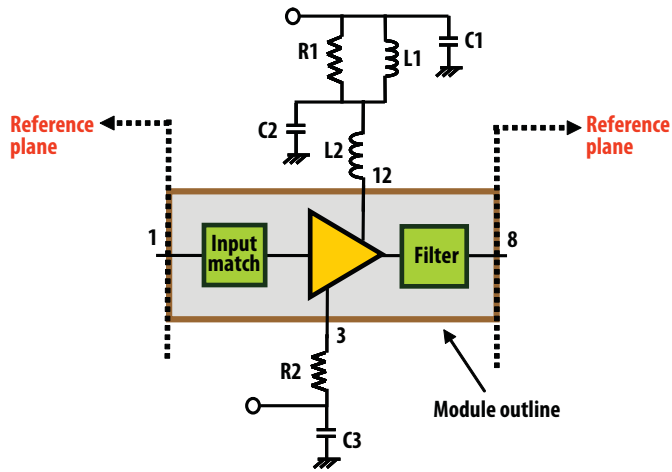 R1
L1
C1
Reference
plane
C2
L2
Reference
plane
12
1
Input
match
Filter
8
3
R2
Module outline
C3